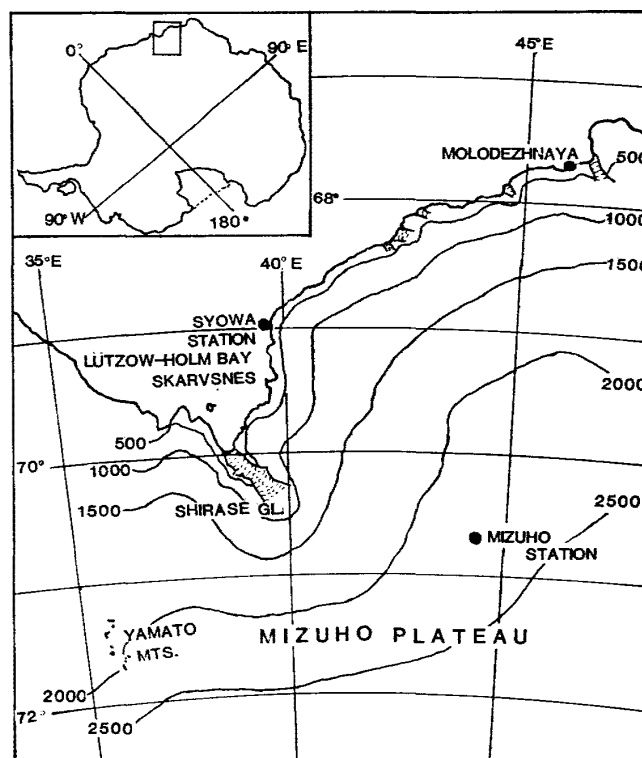 0°
90° E
90° W
180°
45° E
MOLODEZHNAYA
500
68°
1000
1500
35° E
40° E
SYOWA
STATION
LÜTZOW-HOLM BAY
SKARVSNES
2000
500
70°
1000
2500
1500
SHIRASE GL.
MIZUHO
STATION
YAMATO
MTS.
MIZUHO PLATEAU
2000
72°
2500